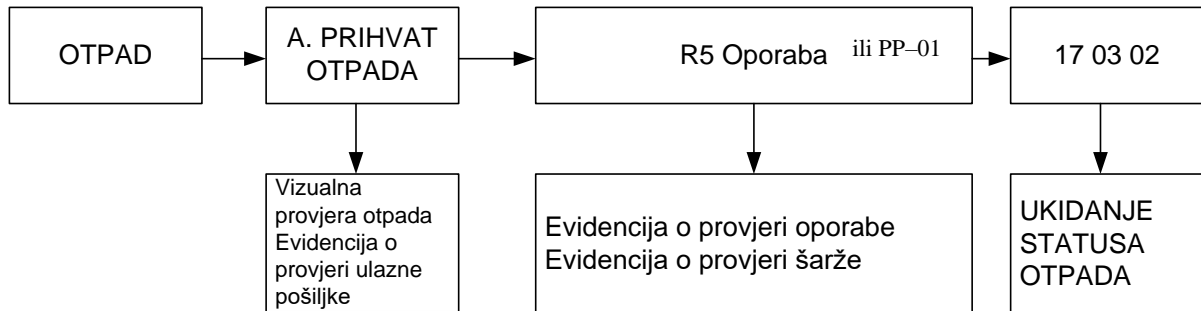 OTPAD
A. PRIHVAT
OTPADA
R5 Oporaba ili PP–01
17 03 02
Vizualna
provjera otpada
Evidencija o
provjeri ulazne
pošiljke
Evidencija o provjeri oporabe
Evidencija o provjeri šarže
UKIDANJE
STATUSA
OTPADA